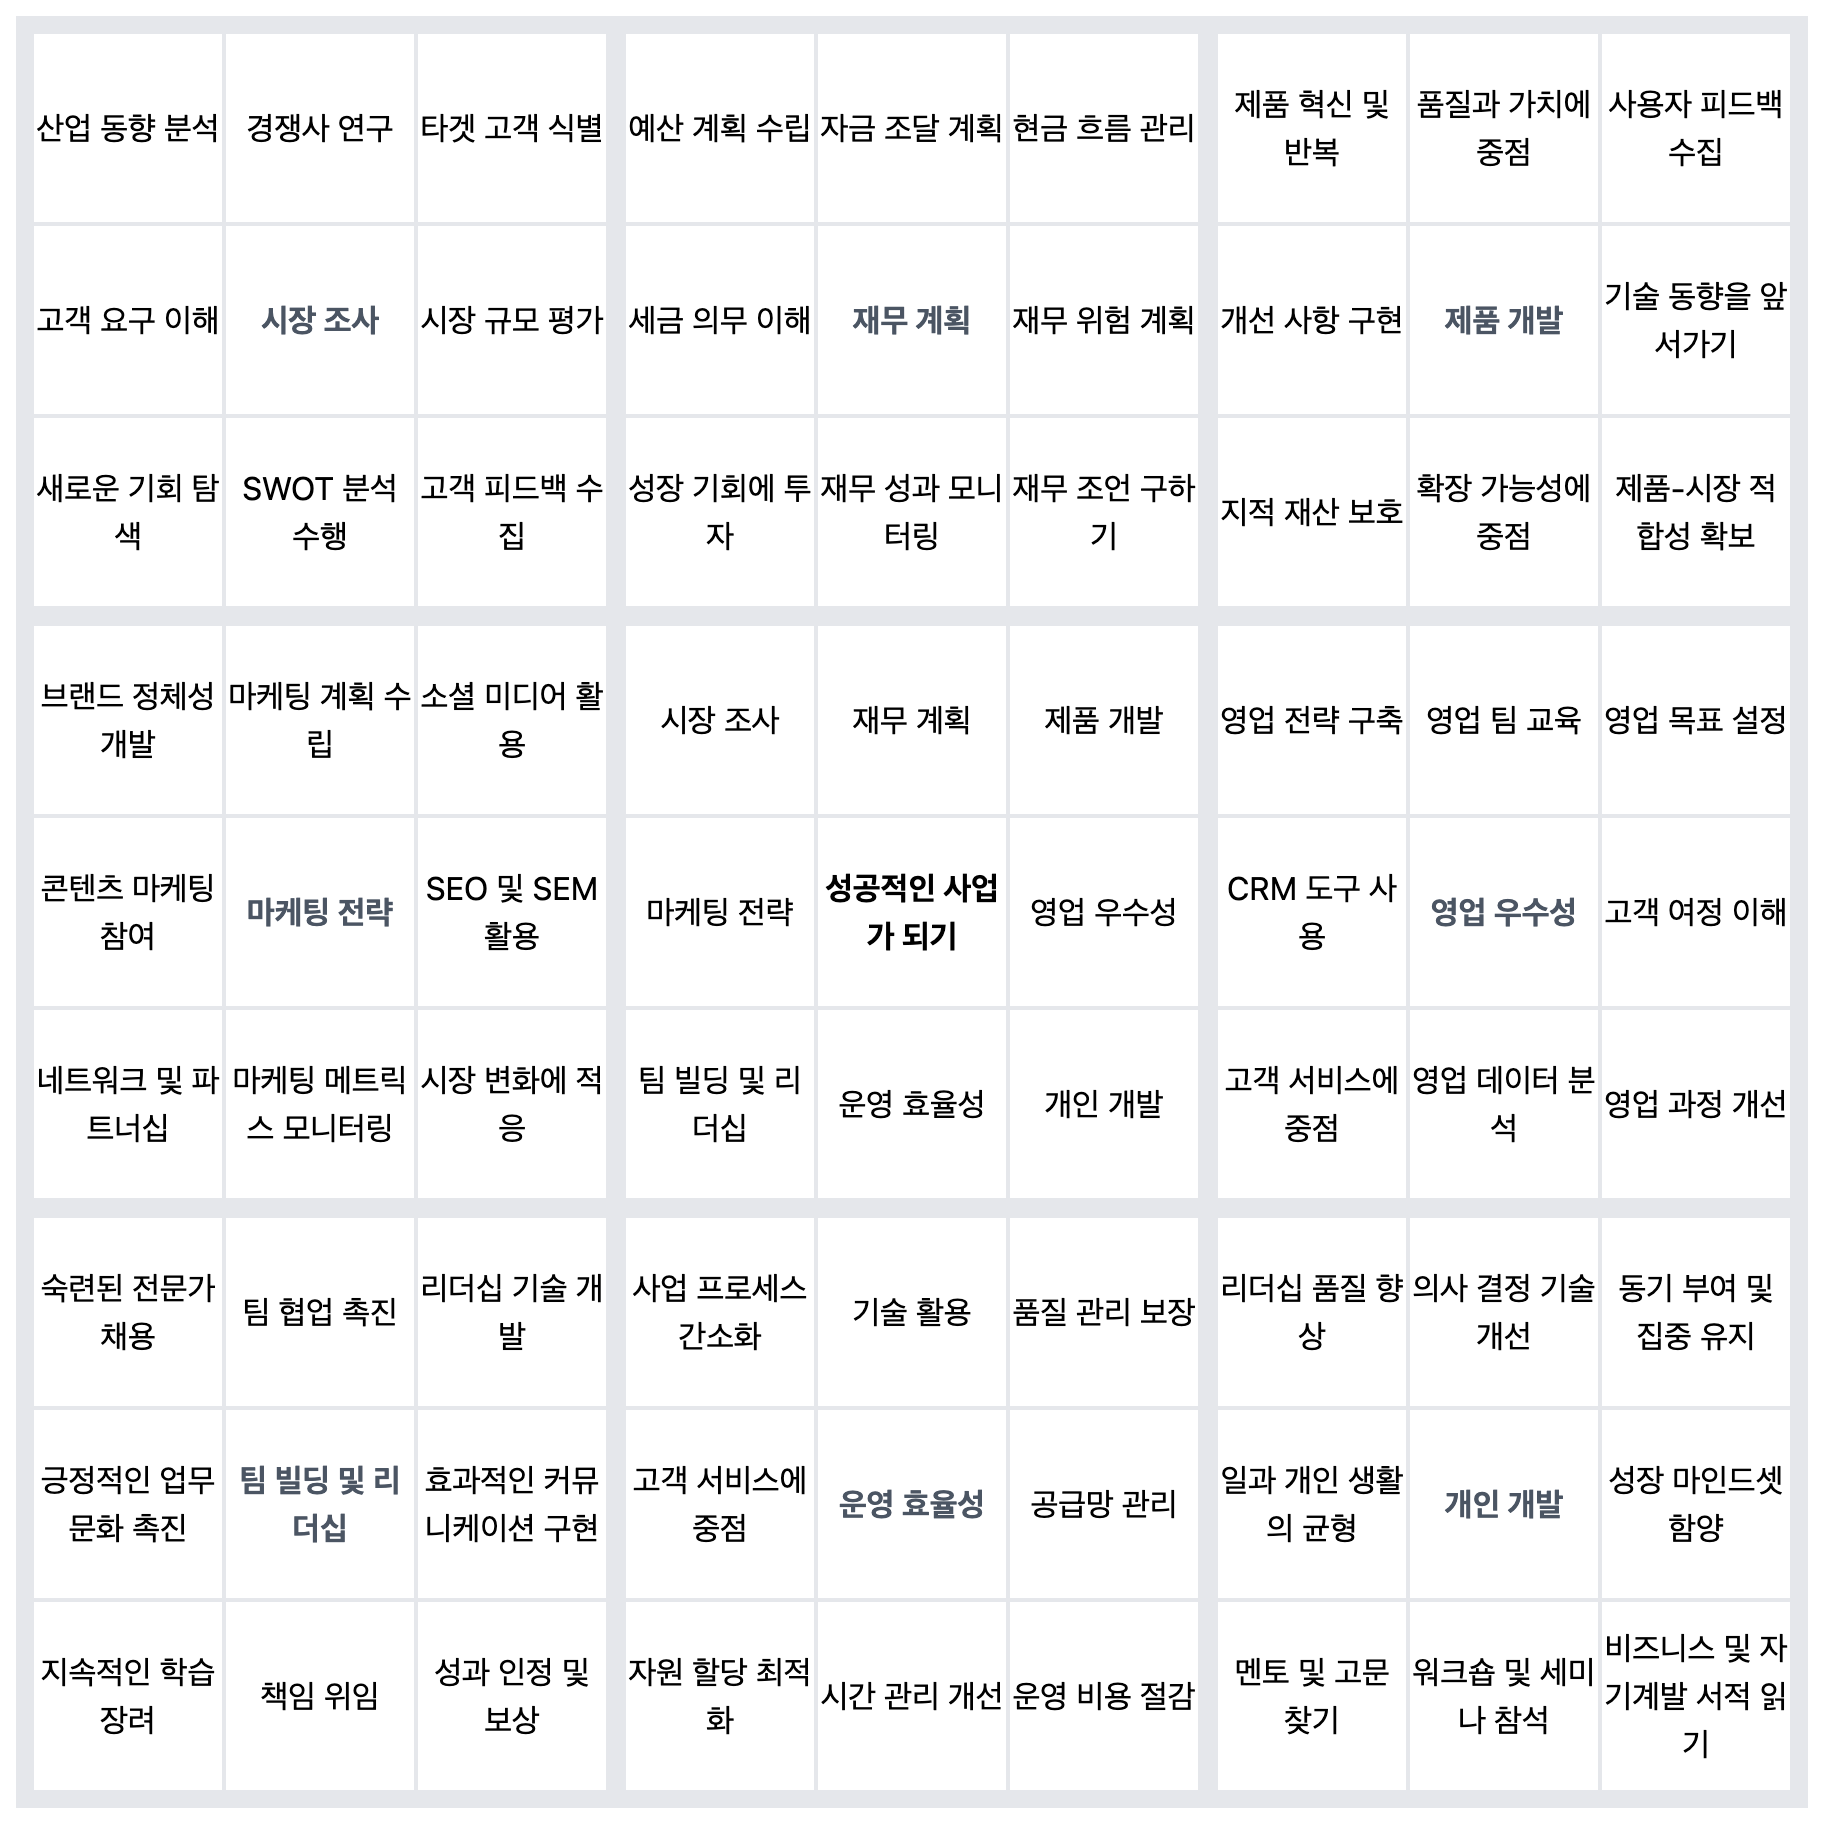 산업 동향 분석
경쟁사 연구
타겟 고객 식별
고객 요구 이해
시장 조사
시장 규모 평가
새로운 기회 탐
색
SWOT 분석
수행
고객 피드백 수
집
예산 계획 수립
자금 조달 계획
현금 흐름 관리
세금 의무 이해
재무 계획
재무 위험 계획
성장 기회에 투
자
재무 성과 모니
터링
재무 조언 구하
기
제품 혁신 및
반복
품질과 가치에
중점
사용자 피드백
수집
개선 사항 구현
제품 개발
기술 동향을 앞
서가기
지적 재산 보호
확장 가능성에
중점
제품-시장 적
합성 확보
브랜드 정체성
개발
마케팅 계획 수
립
소셜 미디어 활
용
콘텐츠 마케팅
참여
마케팅 전략
SEO 및 SEM
활용
네트워크 및 파
트너십
마케팅 메트릭
스 모니터링
시장 변화에 적
응
시장 조사
재무 계획
제품 개발
마케팅 전략
성공적인 사업
가 되기
영업 우수성
팀 빌딩 및 리
더십
운영 효율성
개인 개발
영업 전략 구축
영업 팀 교육
영업 목표 설정
CRM 도구 사
용
영업 우수성
고객 여정 이해
고객 서비스에
중점
영업 데이터 분
석
영업 과정 개선
숙련된 전문가
채용
팀 협업 촉진
리더십 기술 개
발
긍정적인 업무
문화 촉진
팀 빌딩 및 리
더십
효과적인 커뮤
니케이션 구현
지속적인 학습
장려
책임 위임
성과 인정 및
보상
사업 프로세스
간소화
기술 활용
품질 관리 보장
고객 서비스에
중점
운영 효율성
공급망 관리
자원 할당 최적
화
시간 관리 개선
운영 비용 절감
리더십 품질 향
상
의사 결정 기술
개선
동기 부여 및
집중 유지
일과 개인 생활
의 균형
개인 개발
성장 마인드셋
함양
멘토 및 고문
찾기
워크숍 및 세미
나 참석
비즈니스 및 자
기계발 서적 읽
기